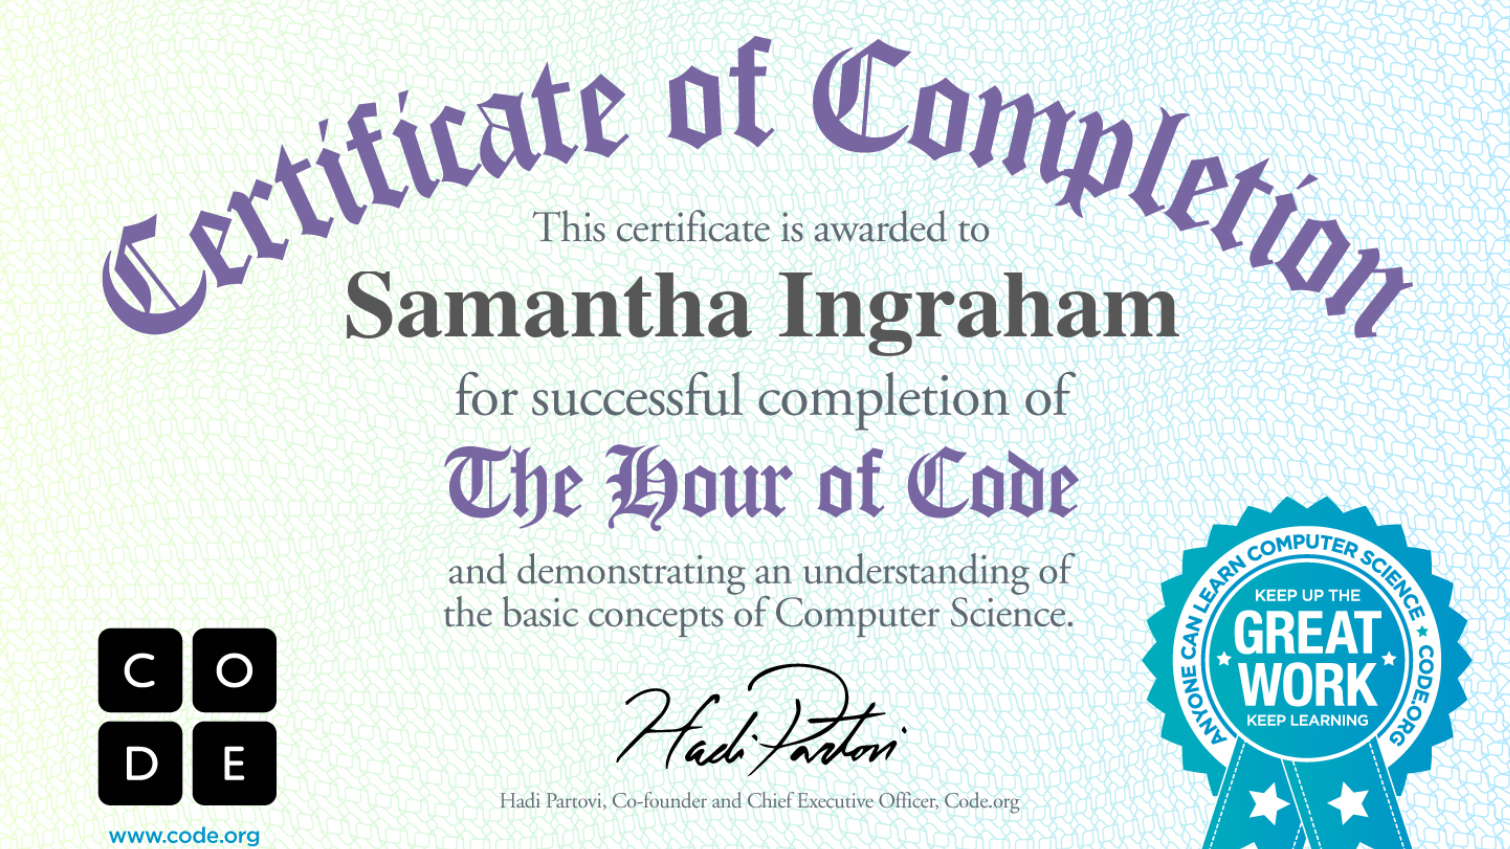 Certificate of Completion
This certificate is awarded to
Samantha Ingraham
for successful completion of
The Hour of Code
and demonstrating an understanding of
the basic concepts of Computer Science.
Hadi Partovi
Hadi Partovi, Co-founder and Chief Executive Officer, Code.org
C O
D E
www.code.org
ANYONE CAN LEARN COMPUTER SCIENCE ★ CODE.ORG
KEEP UP THE
GREAT
WORK
KEEP LEARNING